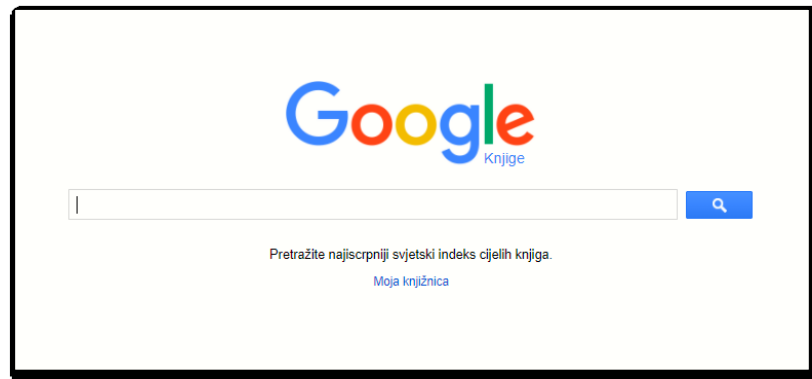 Google
Knjige
Pretražite najiscrpniji svjetski indeks cijelih knjiga.
Moja knjižnica